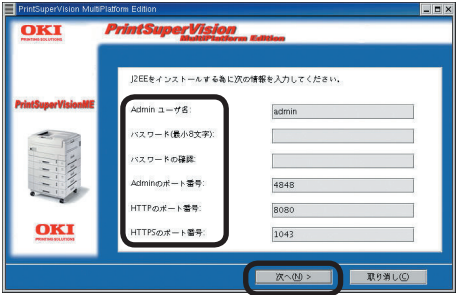 PrintSuperVision MultiPlatform Edition
OKI
PRINTING SOLUTIONS
PrintSuperVision
MultiPlatform Edition
J2EEをインストールする為に次の情報を入力してください。
PrintSuperVisionME
Admin ユーザ名:
admin
パスワード(最小8文字):
パスワードの確認:
Adminのポート番号:
4848
HTTPのポート番号:
8080
HTTPSのポート番号:
1043
OKI
PRINTING SOLUTIONS
次へ(N) >
取り消し(C)